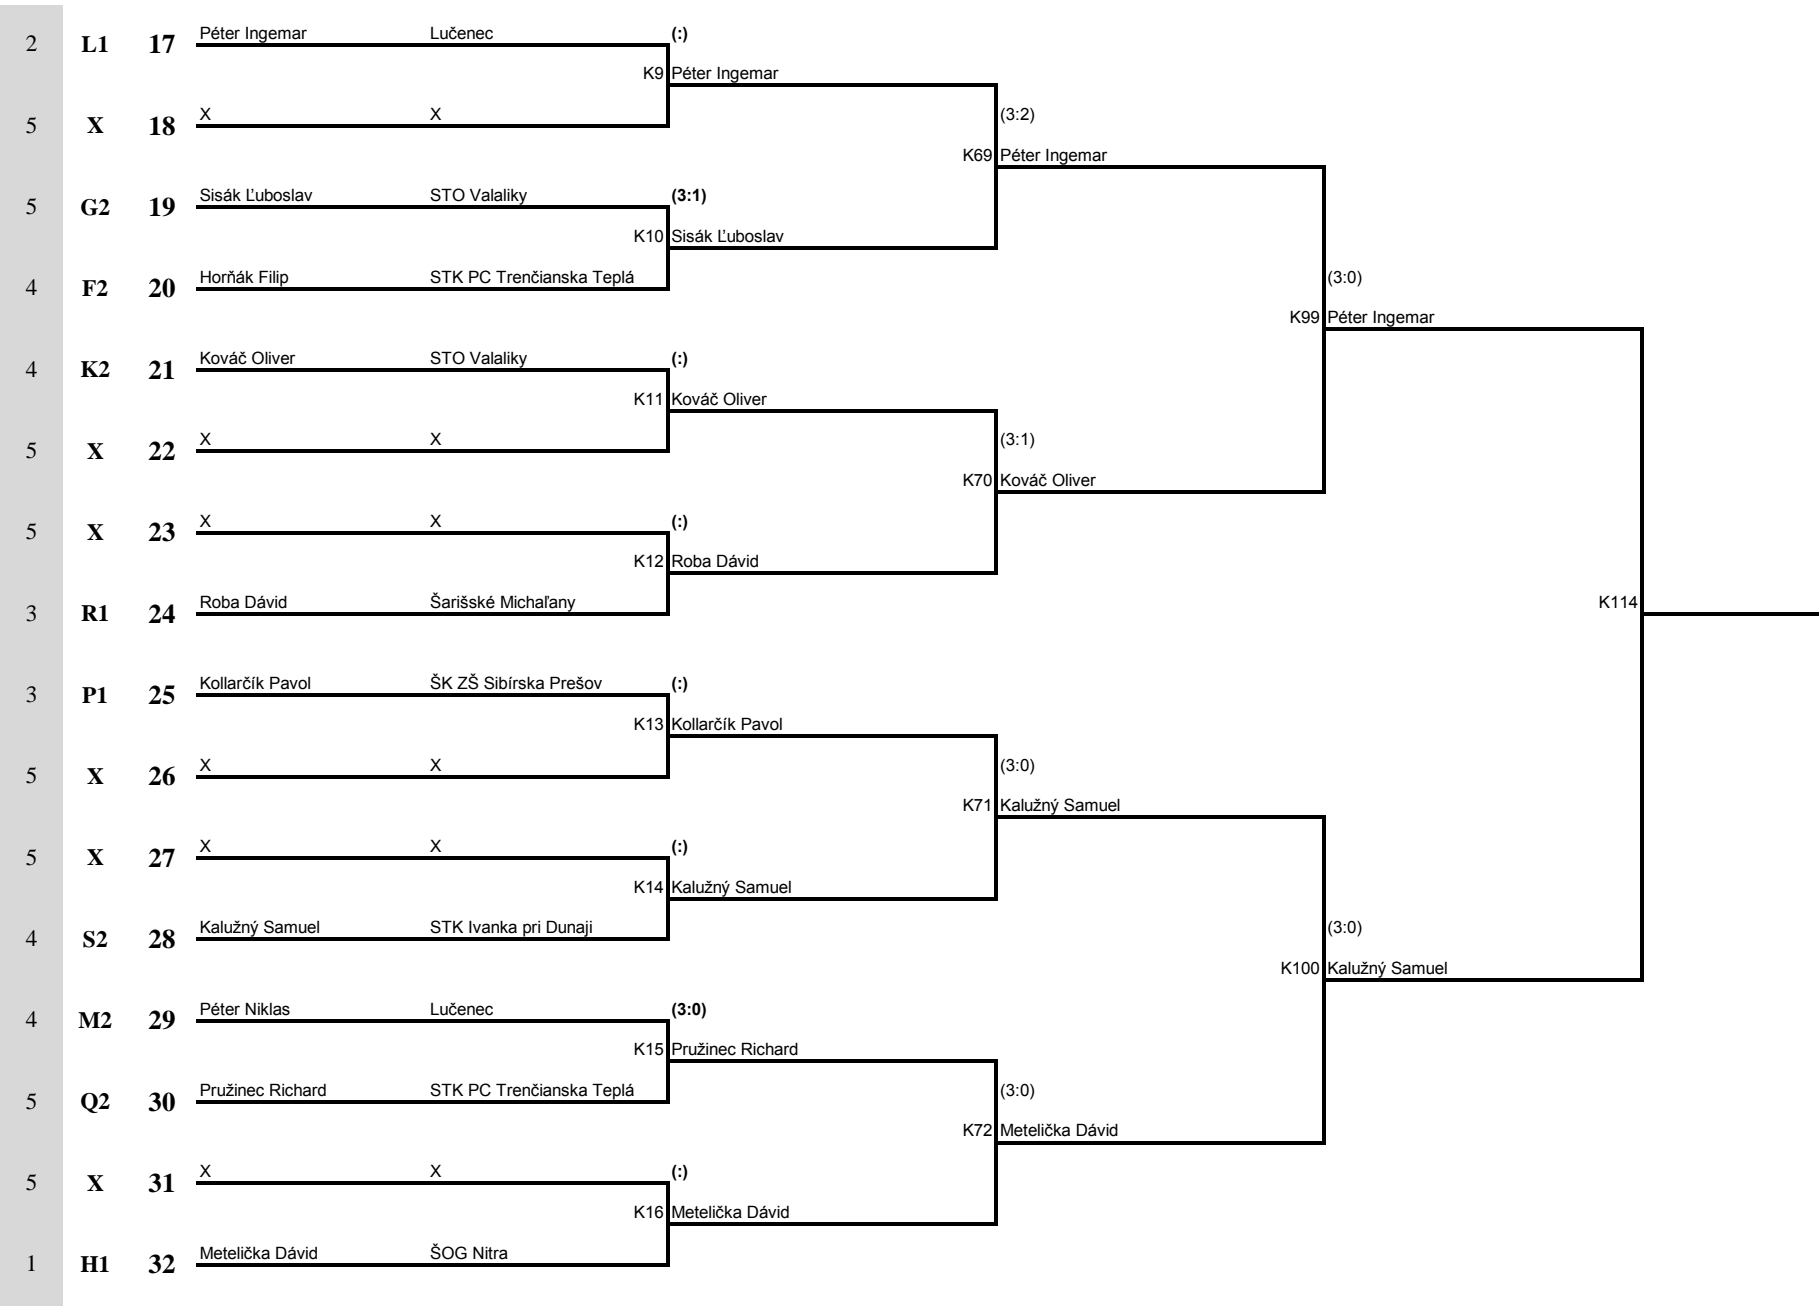 2 L1 17 Péter Ingemar Lučenec (:)
K9 Péter Ingemar
5 X 18 X X (3:2)
K69 Péter Ingemar
5 G2 19 Sisák Ľuboslav STO Valaliky (3:1)
K10 Sisák Ľuboslav
4 F2 20 Horňák Filip STK PC Trenčianska Teplá (3:0)
K99 Péter Ingemar
4 K2 21 Kováč Oliver STO Valaliky (:)
K11 Kováč Oliver
5 X 22 X X (3:1)
K70 Kováč Oliver
5 X 23 X X (:)
K12 Roba Dávid
3 R1 24 Roba Dávid Šarišské Michaľany K114
3 P1 25 Kollarčík Pavol ŠK ZŠ Sibírska Prešov (:)
K13 Kollarčík Pavol
5 X 26 X X (3:0)
K71 Kalužný Samuel
5 X 27 X X (:)
K14 Kalužný Samuel
4 S2 28 Kalužný Samuel STK Ivanka pri Dunaji (3:0)
K100 Kalužný Samuel
4 M2 29 Péter Niklas Lučenec (3:0)
K15 Pružinec Richard
5 Q2 30 Pružinec Richard STK PC Trenčianska Teplá (3:0)
K72 Metelička Dávid
5 X 31 X X (:)
K16 Metelička Dávid
1 H1 32 Metelička Dávid ŠOG Nitra